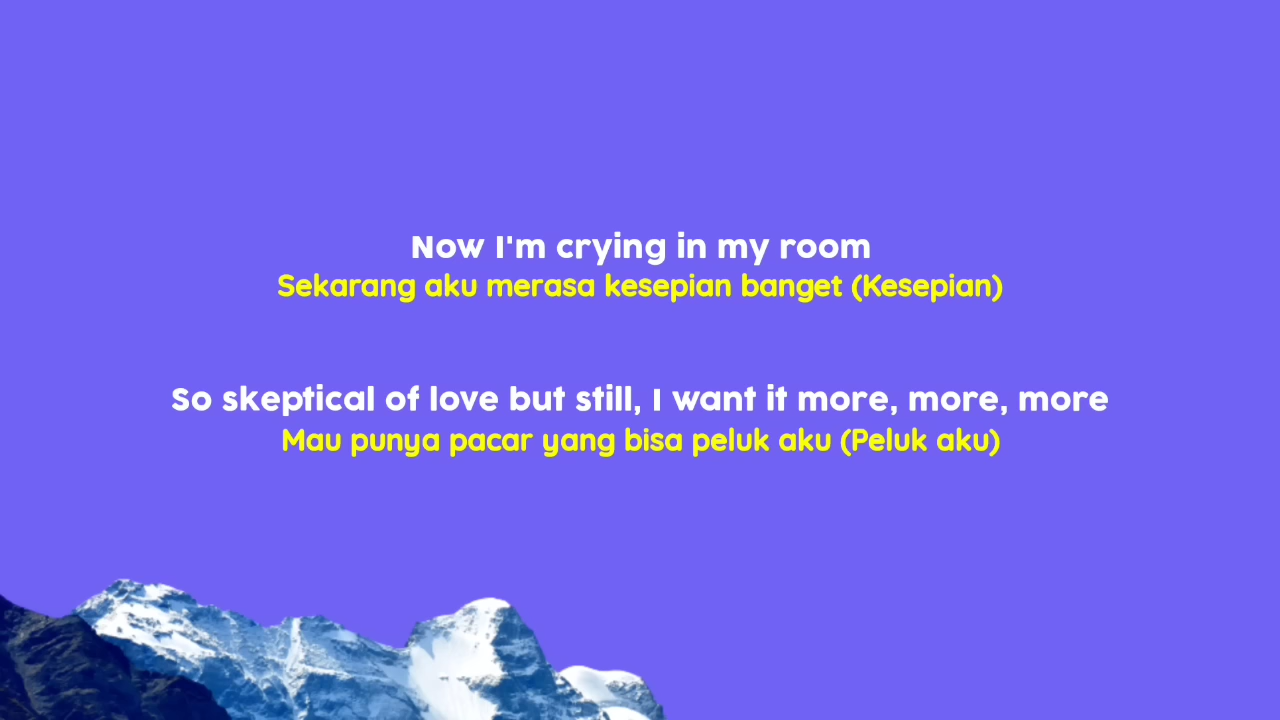 Now I'm crying in my room
Sekarang aku merasa kesepian banget (Kesepian)
So skeptical of love but still, I want it more, more, more
Mau punya pacar yang bisa peluk aku (Peluk aku)